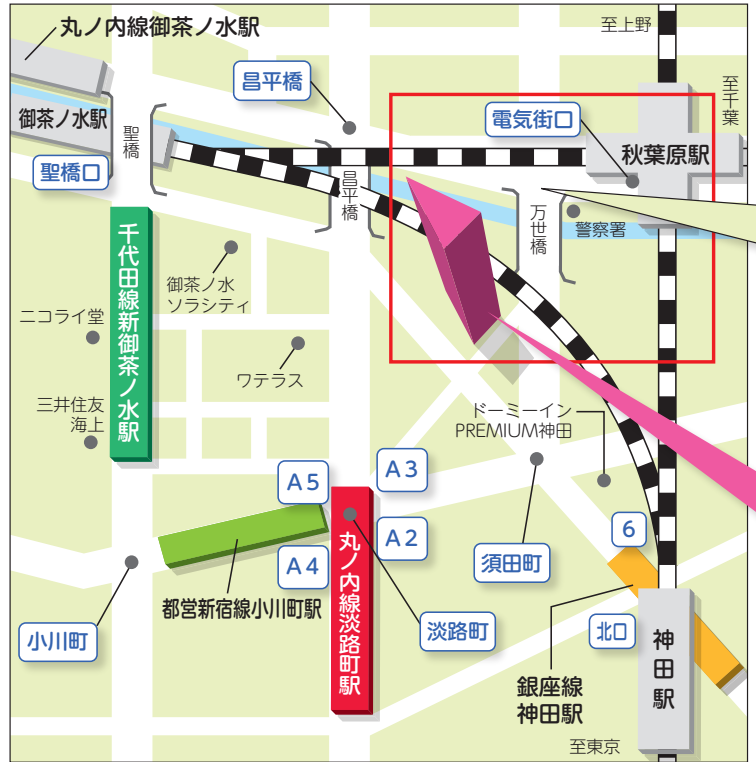 丸ノ内線御茶ノ水駅
至上野
昌平橋
至千葉
御茶ノ水駅
聖橋
電気街口
秋葉原駅
聖橋口
昌平橋
万世橋
警察署
千代田線新御茶ノ水駅
御茶ノ水
ソラシティ
ニコライ堂
ワテラス
三井住友
海上
ドーミーイン
PREMIUM神田
A5
A3
A2
A4
6
須田町
都営新宿線小川町駅
丸ノ内線淡路町駅
小川町
淡路町
北口
神田駅
銀座線
神田駅
至東京